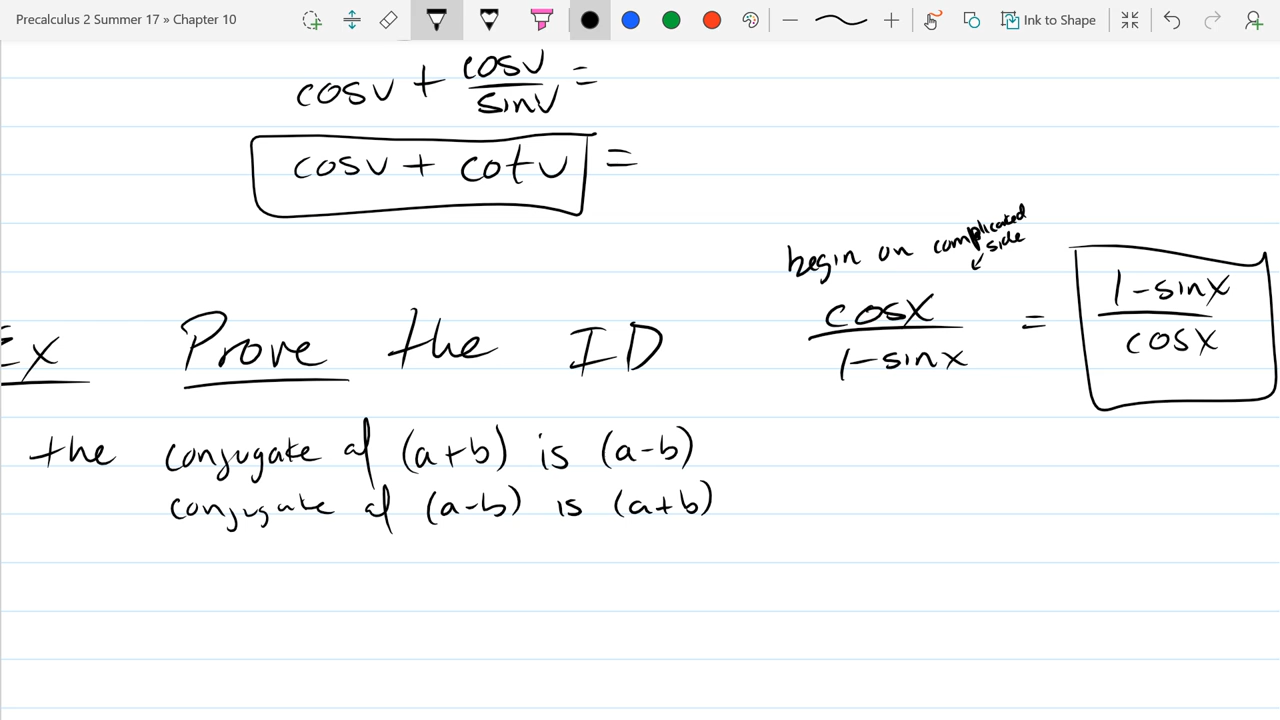 Precalculus 2 Summer 17 » Chapter 10
Ink to Shape
cosv + cosv/sinv =
cosv + cotv =
begin on complicated side
Ex Prove the ID
cosx/1-sinx = 1-sinx/cosx
the conjugate of (a+b) is (a-b)
conjugate of (a-b) is (a+b)